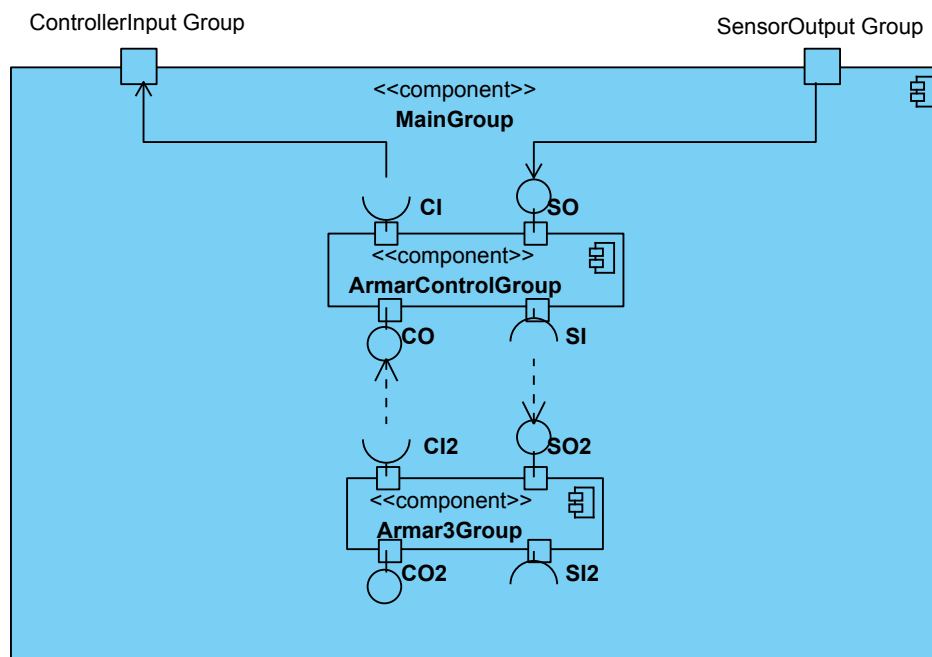 ControllerInput Group
SensorOutput Group
<<component>>
MainGroup
CI
SO
<<component>>
ArmarControlGroup
CO
SI
CI2
SO2
<<component>>
Armar3Group
CO2
SI2